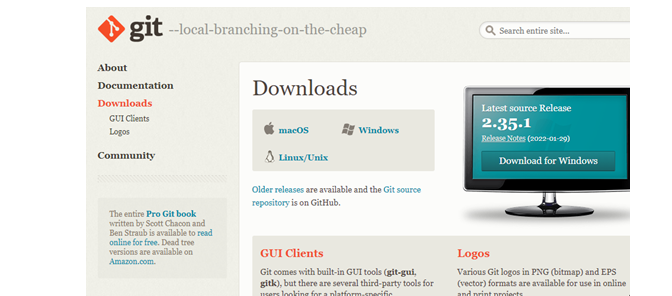 git --local-branching-on-the-cheap
Search entire site...
About
Documentation
Downloads
GUI Clients
Logos
Community
The entire Pro Git book
written by Scott Chacon and
Ben Straub is available to read
online for free. Dead tree
versions are available on
Amazon.com.
Downloads
macOS
Windows
Linux/Unix
Older releases are available and the Git source
repository is on GitHub.
Latest source Release
2.35.1
Release Notes (2022-01-29)
Download for Windows
GUI Clients
Git comes with built-in GUI tools (git-gui,
gitk), but there are several third-party tools for
users looking for a platform-specific
Logos
Various Git logos in PNG (bitmap) and EPS
(vector) formats are available for use in online
and print projects.